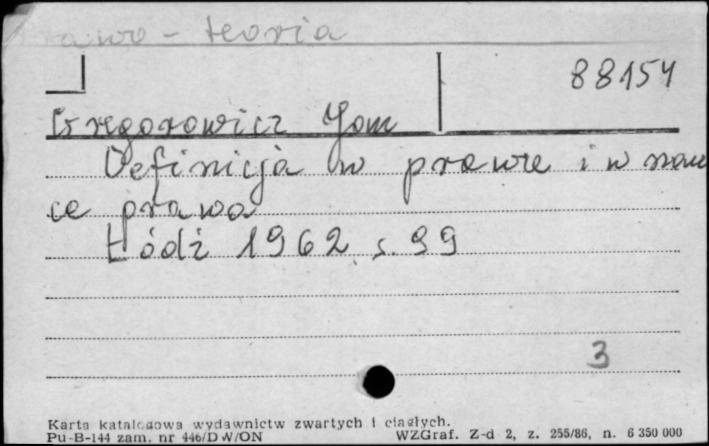 prawo - teoria
88154
Gregorowicz Jan
Definicja w prawie i w nau
ce prawa
Łódź 1962 s. 99
3
Karta katalogowa wydawnictw zwartych i ciągłych.
Pu-B-144 zam. nr 446/DW/ON WZGraf. Z-d 2, z. 255/86, n. 6 350 000